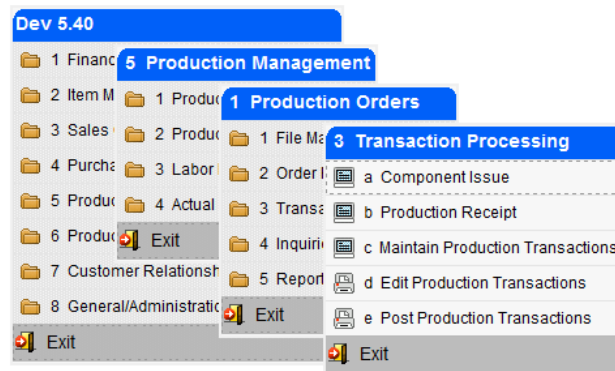 Dev 5.40
1 Financ
2 Item M
3 Sales
4 Purcha
5 Produc
6 Produc
7 Customer Relationsh
8 General/Administratic
Exit
5 Production Management
1 Produc
2 Produc
3 Labor
4 Actual
Exit
1 Production Orders
1 File Ma
2 Order I
3 Transa
4 Inquiri
5 Report
Exit
3 Transaction Processing
a Component Issue
b Production Receipt
c Maintain Production Transactions
d Edit Production Transactions
e Post Production Transactions
Exit